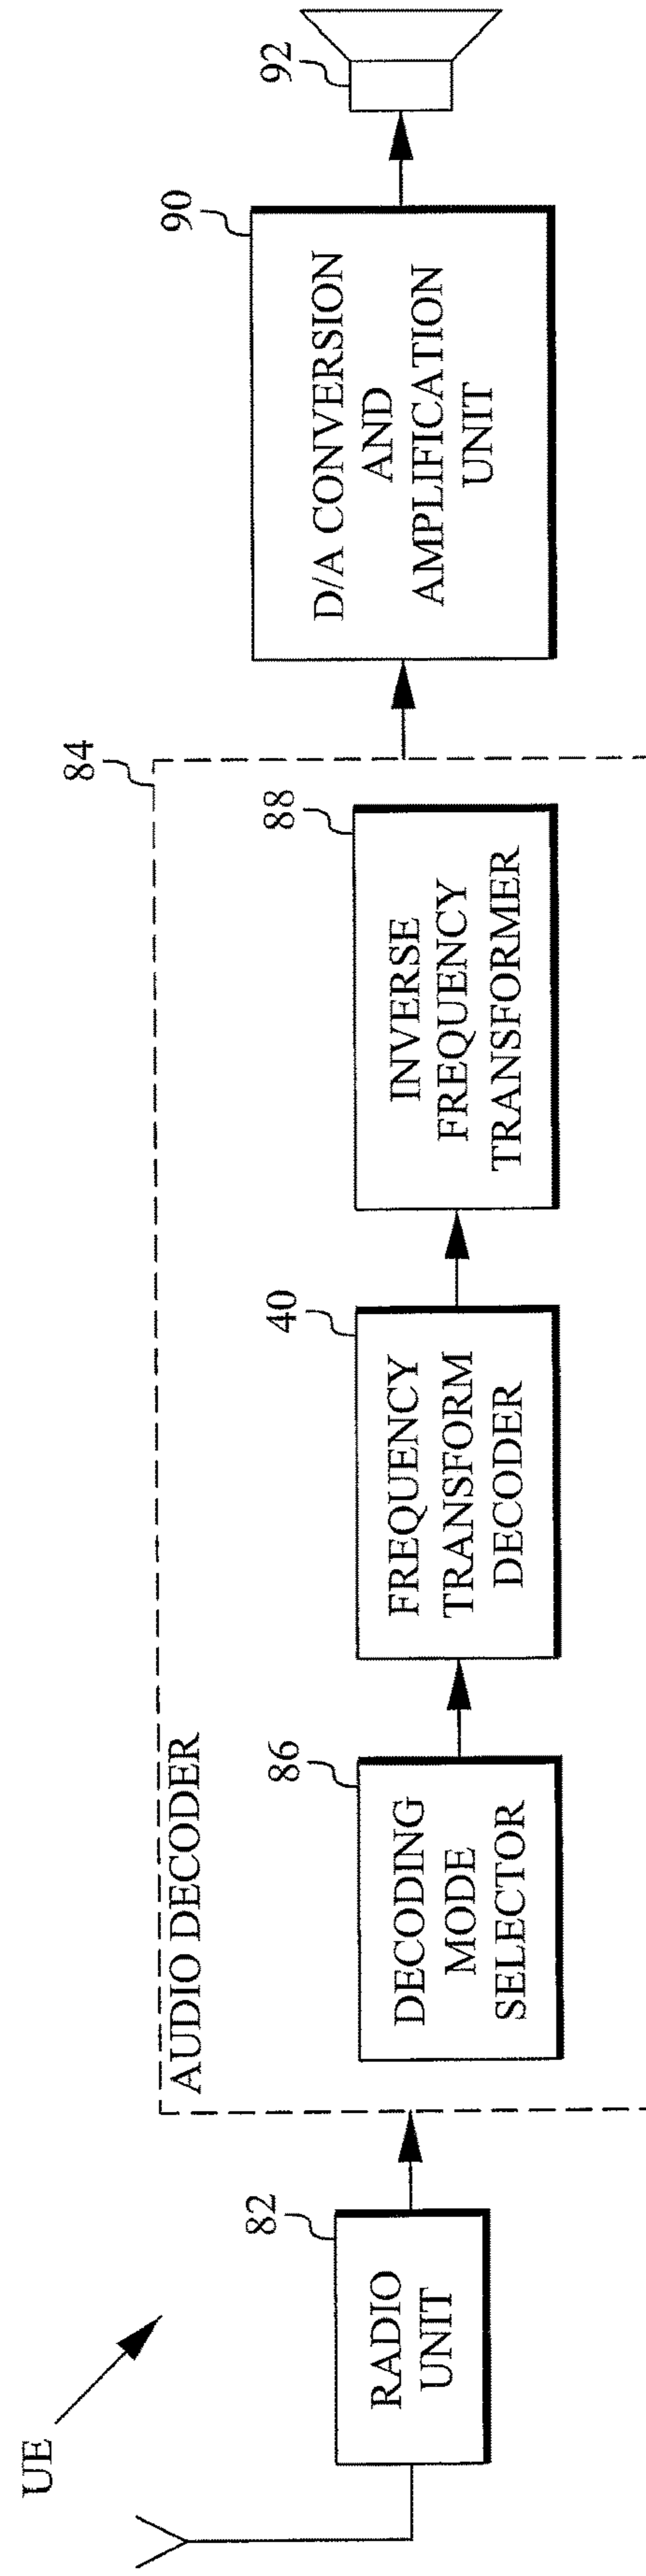 UE
82
RADIO
UNIT
84
AUDIO DECODER
86
DECODING
MODE
SELECTOR
40
FREQUENCY
TRANSFORM
DECODER
88
INVERSE
FREQUENCY
TRANSFORMER
90
D/A CONVERSION
AND
AMPLIFICATION
UNIT
92